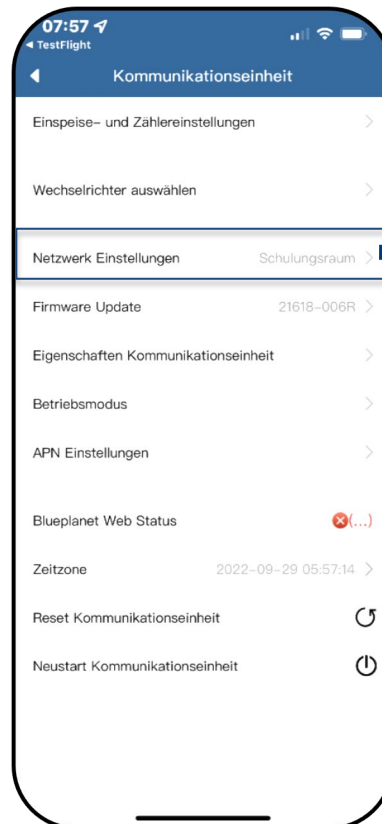 07:57
◀ TestFlight
Kommunikationseinheit
Einspeise- und Zählereinstellungen
Wechselrichter auswählen
Netzwerk Einstellungen Schulungsraum
Firmware Update 21618-006R
Eigenschaften Kommunikationseinheit
Betriebsmodus
APN Einstellungen
Blueplanet Web Status (...)
Zeitzone 2022-09-29 05:57:14
Reset Kommunikationseinheit
Neustart Kommunikationseinheit